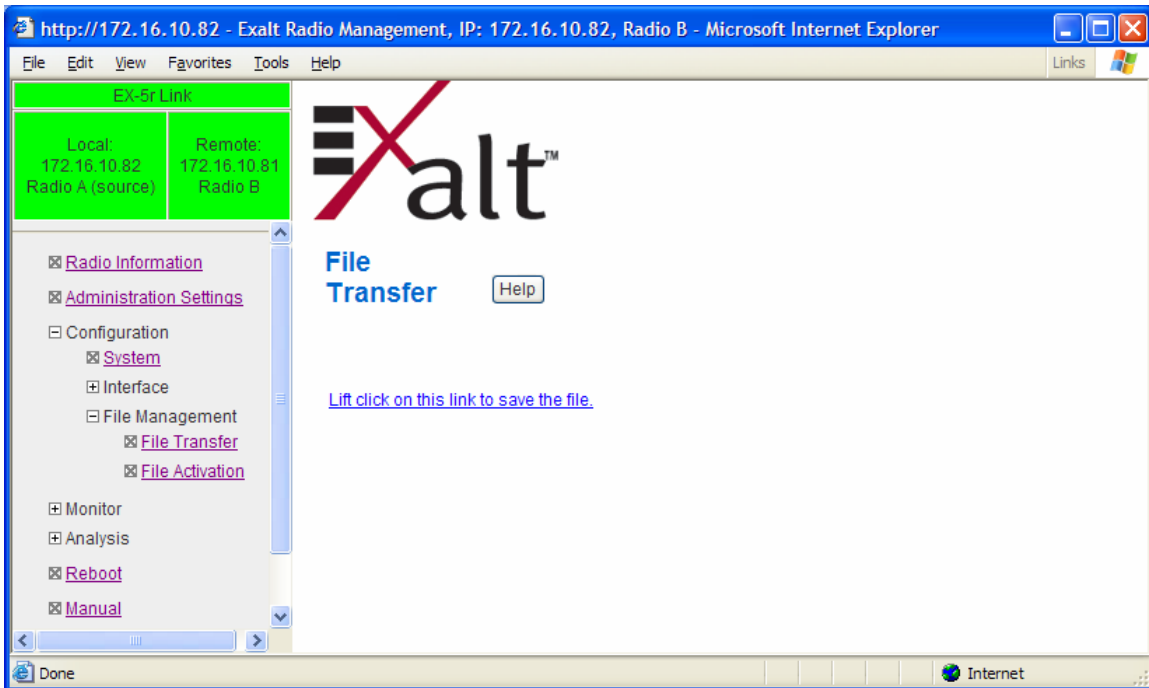 http://172.16.10.82 - Exalt Radio Management, IP: 172.16.10.82, Radio B - Microsoft Internet Explorer
File Edit View Favorites Tools Help Links
EX-5r Link
Local:
172.16.10.82
Radio A (source)
Remote:
172.16.10.81
Radio B
Radio Information
Administration Settings
Configuration
System
Interface
File Management
File Transfer
File Activation
Monitor
Analysis
Reboot
Manual
Exalt™
File
Transfer
Help
Lift click on this link to save the file.
Done Internet